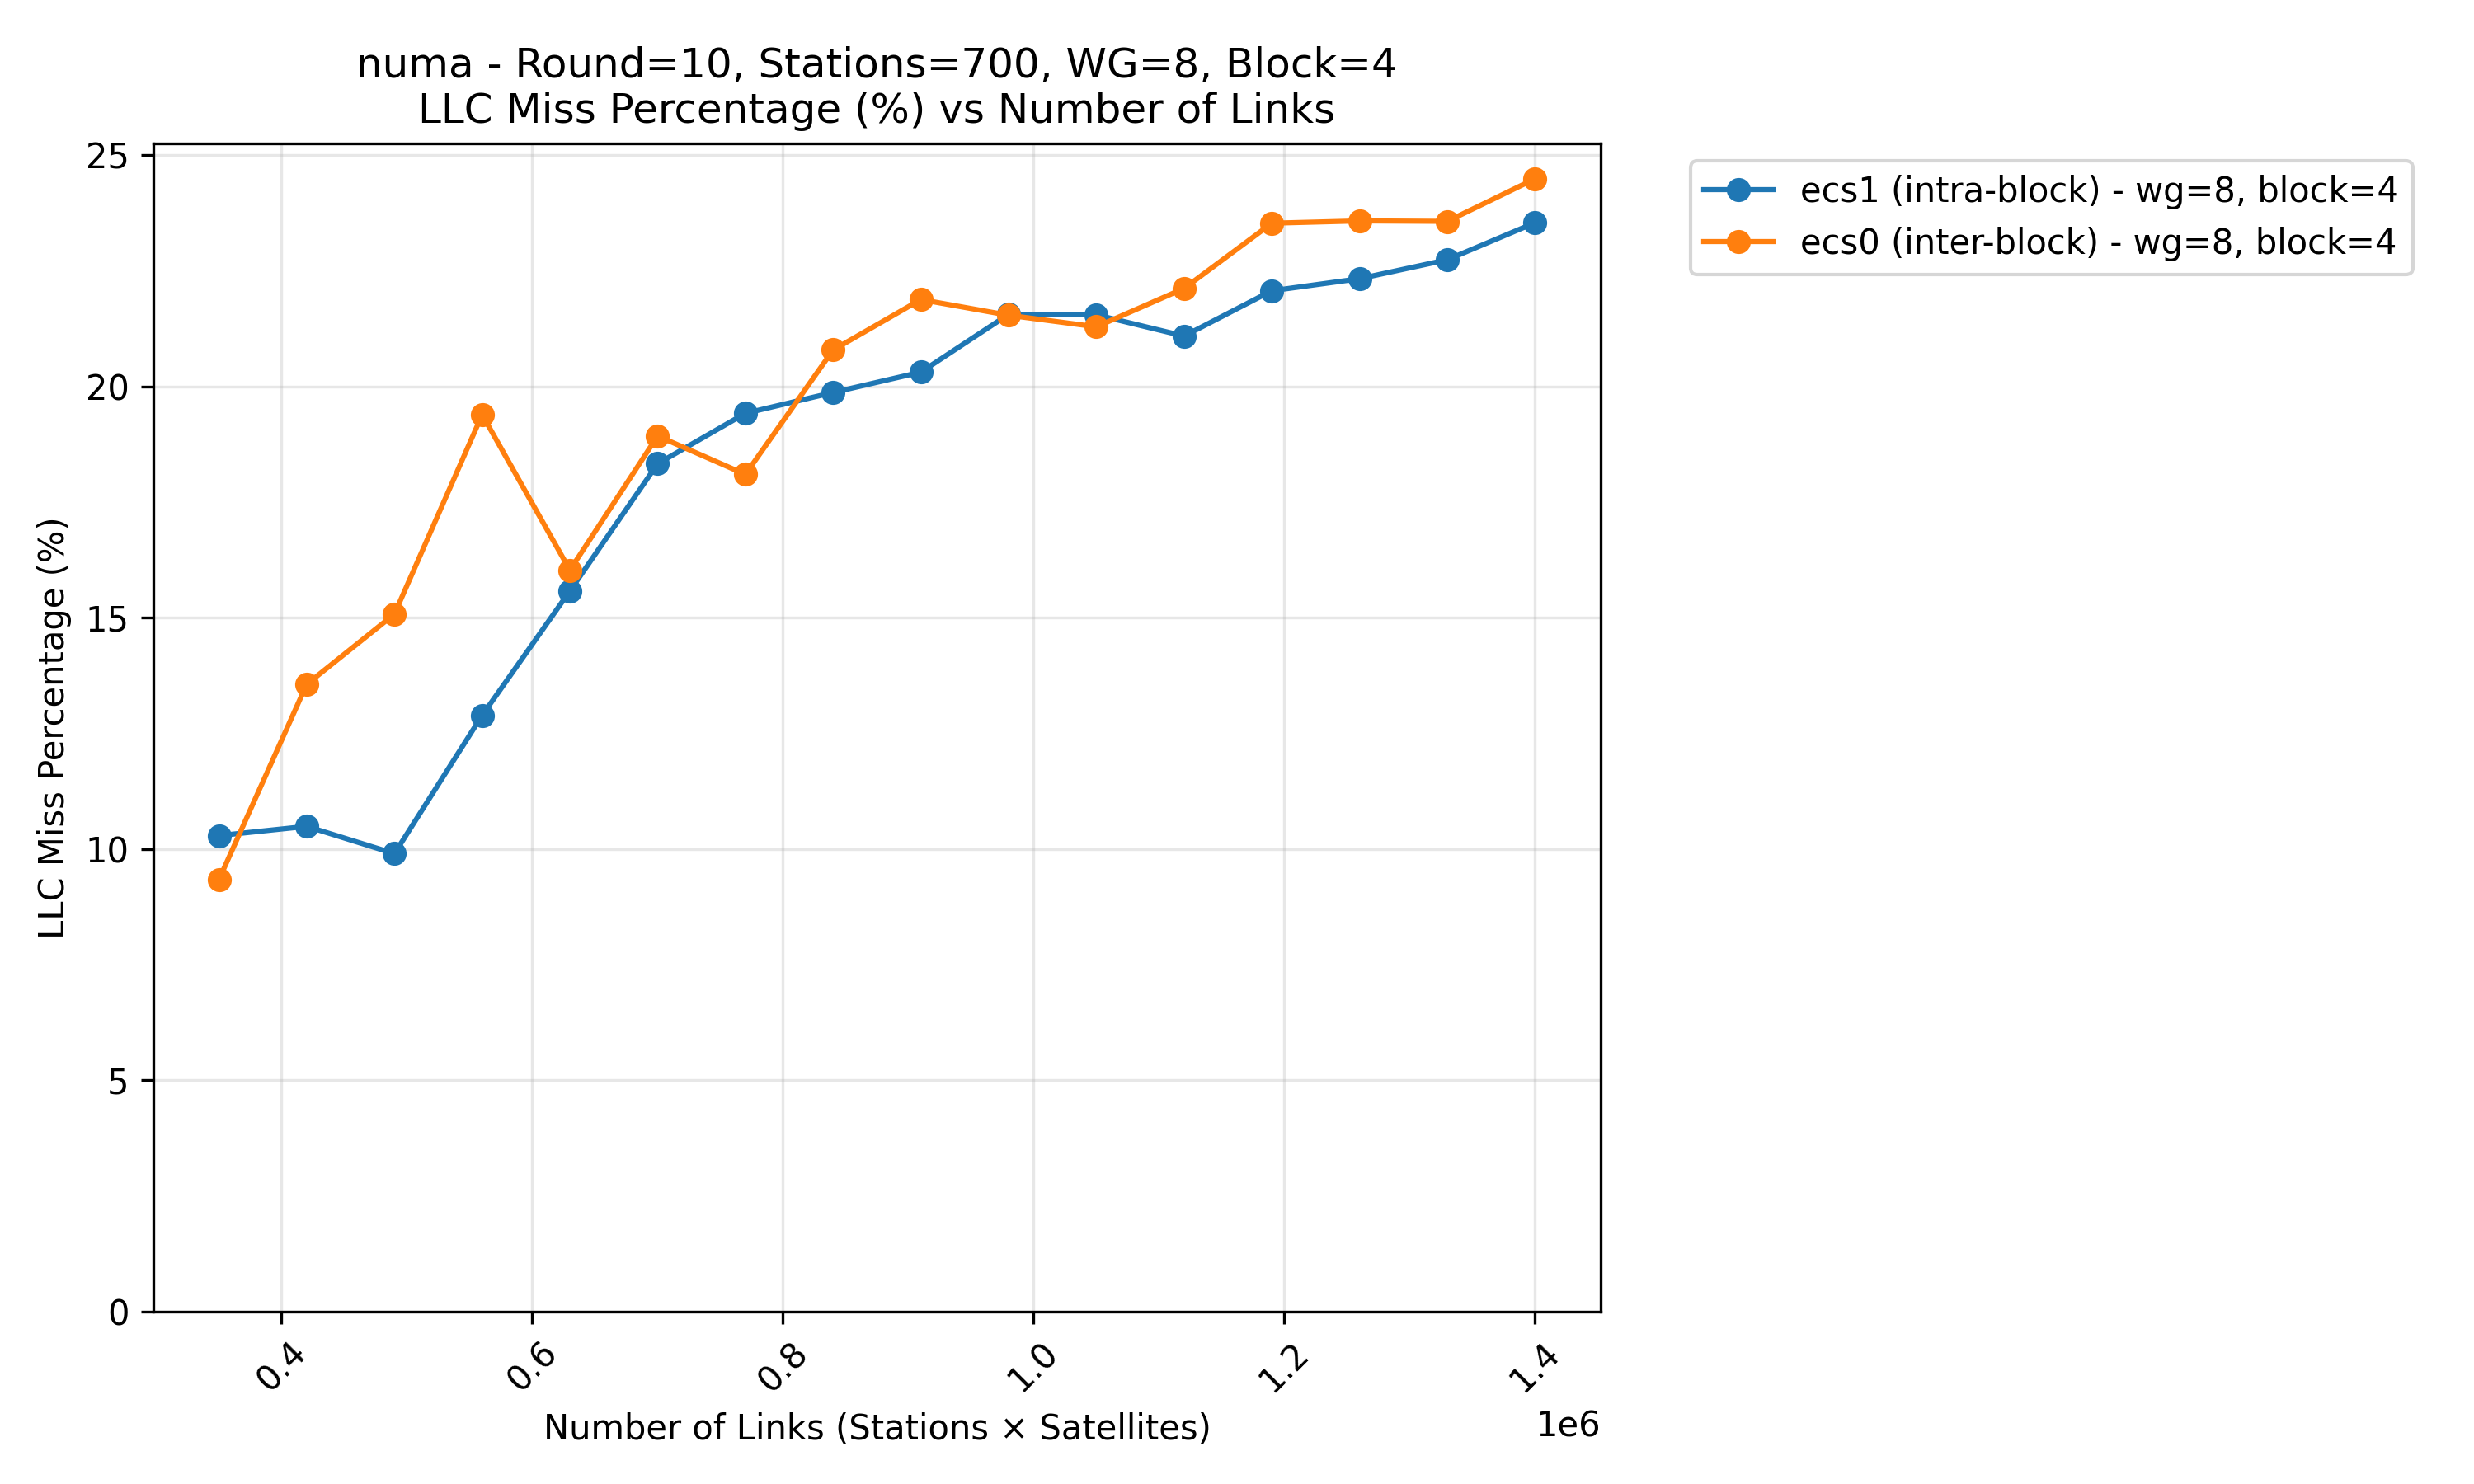 numa - Round=10, Stations=700, WG=8, Block=4
LLC Miss Percentage (%) vs Number of Links
ecs1 (intra-block) - wg=8, block=4
ecs0 (inter-block) - wg=8, block=4
LLC Miss Percentage (%)
25
20
15
10
5
0
0.4
0.6
0.8
1.0
1.2
1.4
1e6
Number of Links (Stations × Satellites)